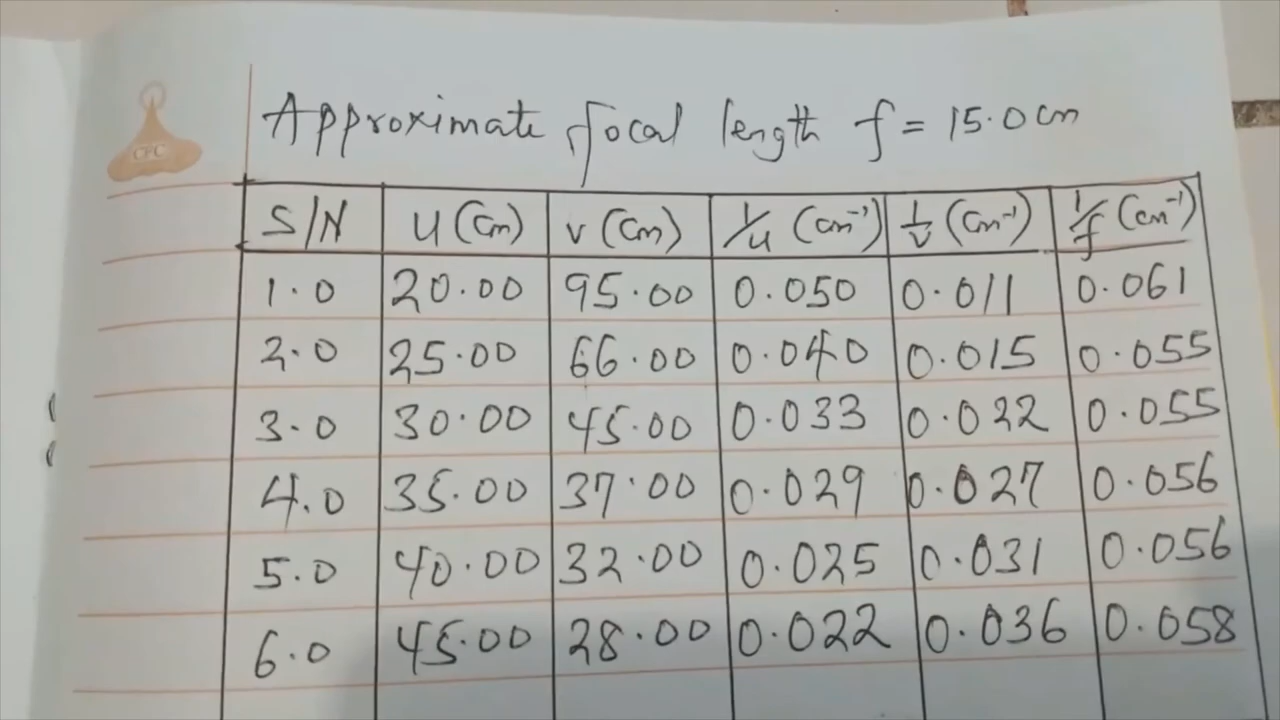 CFC
Approximate focal length f = 15.0 cm
S/N U (cm) v (cm) 1/u (cm⁻¹) 1/v (cm⁻¹) 1/f (cm⁻¹)
1.0 20.00 95.00 0.050 0.011 0.061
2.0 25.00 66.00 0.040 0.015 0.055
3.0 30.00 45.00 0.033 0.022 0.055
4.0 35.00 37.00 0.029 0.027 0.056
5.0 40.00 32.00 0.025 0.031 0.056
6.0 45.00 28.00 0.022 0.036 0.058